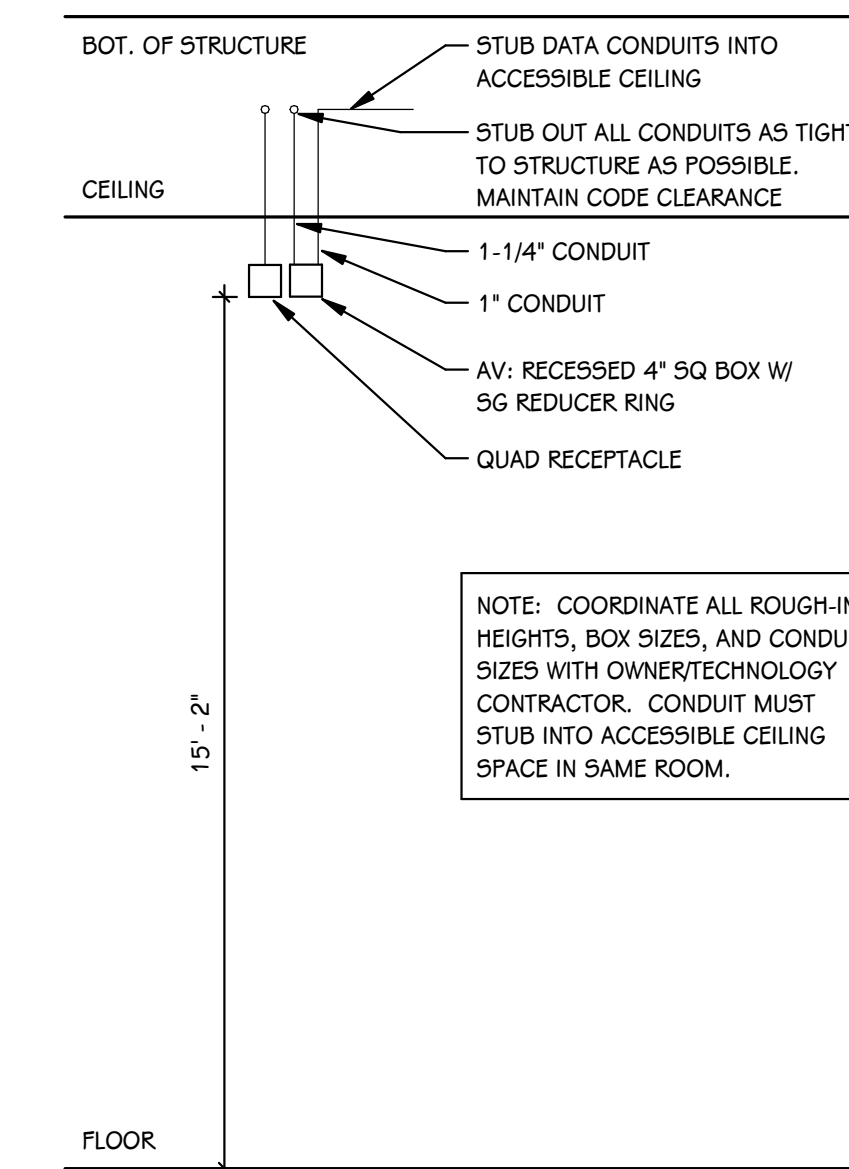 BOT. OF STRUCTURE
STUB DATA CONDUITS INTO
ACCESSIBLE CEILING
STUB OUT ALL CONDUITS AS TIGHT
TO STRUCTURE AS POSSIBLE.
MAINTAIN CODE CLEARANCE
CEILING
1-1/4" CONDUIT
1" CONDUIT
AV: RECESSED 4" SQ BOX W/
SG REDUCER RING
QUAD RECEPTACLE
NOTE: COORDINATE ALL ROUGH-IN
HEIGHTS, BOX SIZES, AND CONDUI
SIZES WITH OWNER/TECHNOLOGY
CONTRACTOR. CONDUIT MUST
STUB INTO ACCESSIBLE CEILING
SPACE IN SAME ROOM.
15' - 2"
FLOOR